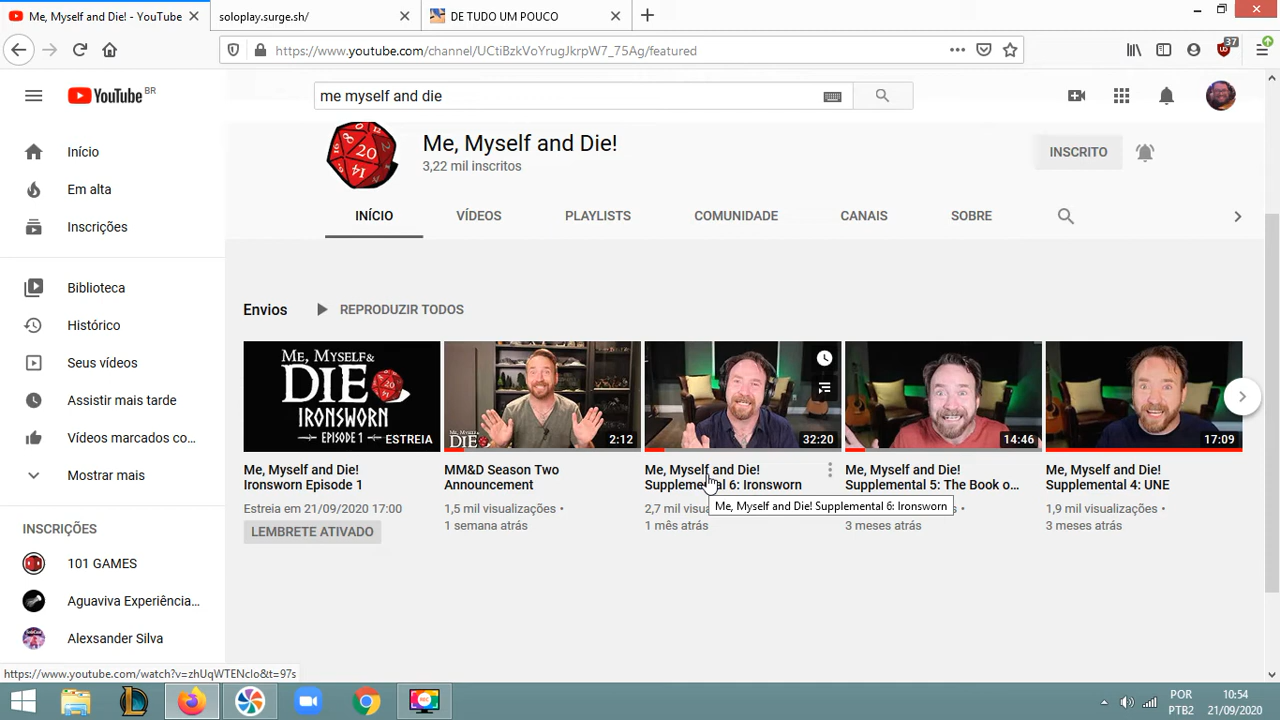 Me, Myself and Die! - YouTube
soloplay.surge.sh/
DE TUDO UM POUCO
https://www.youtube.com/channel/UCtiBzkVoYrugJkrpW7_75Ag/featured
37
YouTube BR
me myself and die
Me, Myself and Die!
3,22 mil inscritos
INSCRITO
INÍCIO
VÍDEOS
PLAYLISTS
COMUNIDADE
CANAIS
SOBRE
Início
Em alta
Inscrições
Biblioteca
Histórico
Seus vídeos
Assistir mais tarde
Vídeos marcados co...
Mostrar mais
INSCRIÇÕES
101 GAMES
Aguaviva Experiência...
Alexsander Silva
Envios
REPRODUZIR TODOS
ME, MYSELF &
DIE
IRONSWORN
EPISODE 1
ESTREIA
Me, Myself and Die!
Ironsworn Episode 1
Estreia em 21/09/2020 17:00
LEMBRETE ATIVADO
2:12
MM&D Season Two
Announcement
1,5 mil visualizações •
1 semana atrás
32:20
Me, Myself and Die!
Supplemental 6: Ironsworn
2,7 mil visu
1 mês atrás
Me, Myself and Die! Supplemental 6: Ironsworn
14:46
Me, Myself and Die!
Supplemental 5: The Book o...
3 meses atrás
17:09
Me, Myself and Die!
Supplemental 4: UNE
1,9 mil visualizações •
3 meses atrás
https://www.youtube.com/watch?v=zhUqWTENcIo&t=97s
POR
PTB2
10:54
21/09/2020